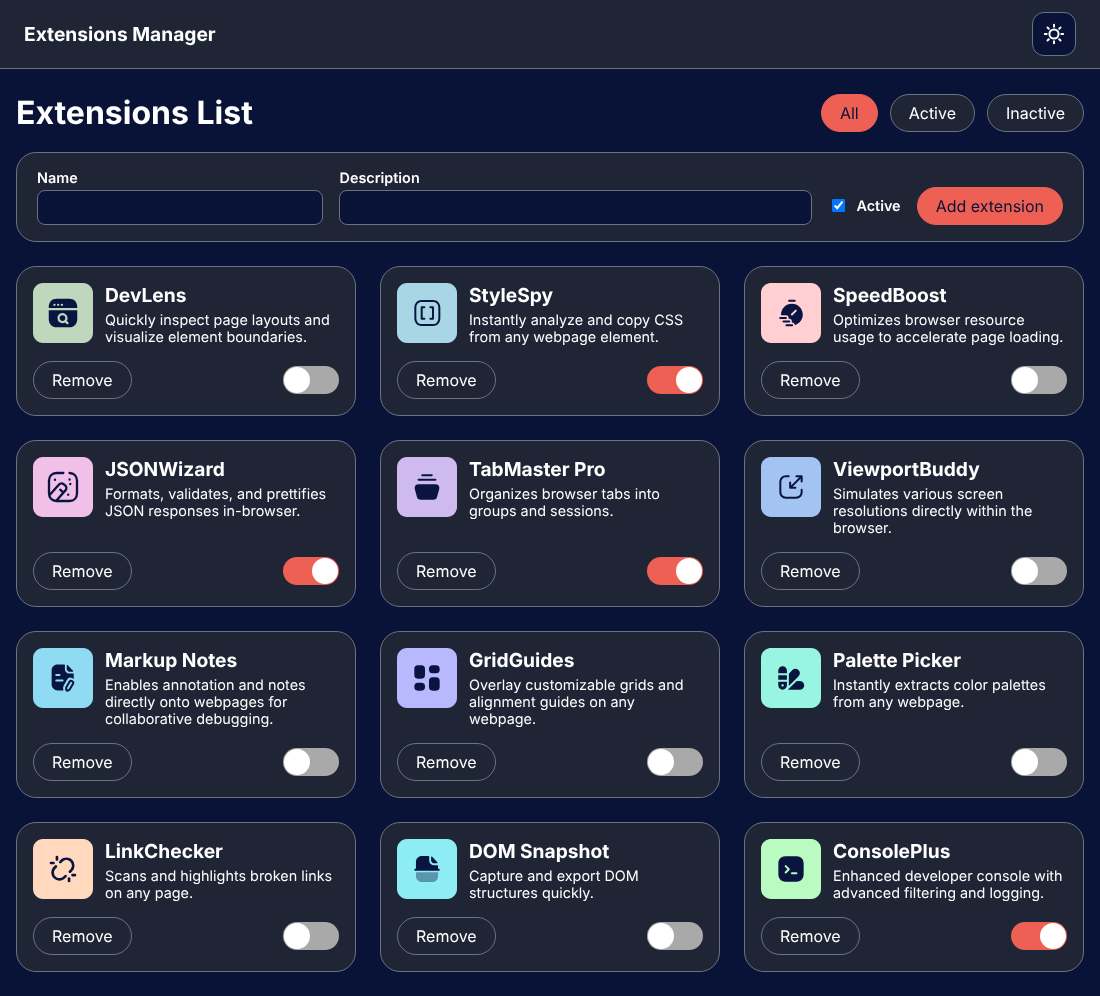 Extensions Manager
Extensions List
All
Active
Inactive
Name
Description
Active
Add extension
DevLens
Quickly inspect page layouts and
visualize element boundaries.
Remove
StyleSpy
Instantly analyze and copy CSS
from any webpage element.
Remove
SpeedBoost
Optimizes browser resource
usage to accelerate page loading.
Remove
JSONWizard
Formats, validates, and prettifies
JSON responses in-browser.
Remove
TabMaster Pro
Organizes browser tabs into
groups and sessions.
Remove
ViewportBuddy
Simulates various screen
resolutions directly within the
browser.
Remove
Markup Notes
Enables annotation and notes
directly onto webpages for
collaborative debugging.
Remove
GridGuides
Overlay customizable grids and
alignment guides on any
webpage.
Remove
Palette Picker
Instantly extracts color palettes
from any webpage.
Remove
LinkChecker
Scans and highlights broken links
on any page.
Remove
DOM Snapshot
Capture and export DOM
structures quickly.
Remove
ConsolePlus
Enhanced developer console with
advanced filtering and logging.
Remove